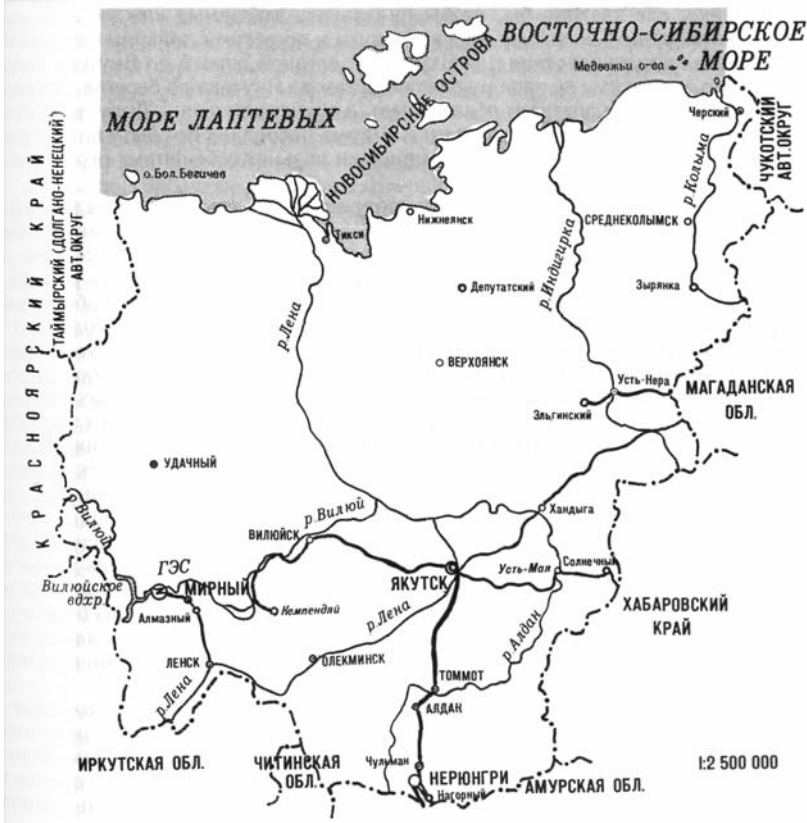 ВОСТОЧНО-СИБИРСКОЕ
МОРЕ
Медвежьи о-ва
МОРЕ ЛАПТЕВЫХ
НОВОСИБИРСКИЕ ОСТРОВА
Черский
ЧУКОТСКИЙ
АВТ.ОКРУГ
о.Бол.Бегичев
р.Колыма
КРАСНОЯРСКИЙ КРАЙ
ТАЙМЫРСКИЙ (ДОЛГАНО-НЕНЕЦКИЙ)
АВТ.ОКРУГ
Тикси
Нижнеянск
СРЕДНЕКОЛЫМСК
р.Индигирка
Депутатский
Зырянка
р.Лена
ВЕРХОЯНСК
Усть-Нера
МАГАДАНСКАЯ
ОБЛ.
Эльгинский
УДАЧНЫЙ
р.Вилюй
р.Вилюй
Хандыга
ВИЛЮЙСК
ГЭС
МИРНЫЙ
Вилюйское
вдхр.
Алмазный
Кемпендяй
ЯКУТСК
Усть-Мая
Солнечный
ХАБАРОВСКИЙ
КРАЙ
р.Лена
р.Алдан
ЛЕНСК
ОЛЕКМИНСК
р.Лена
ТОММОТ
АЛДАН
ИРКУТСКАЯ ОБЛ.
ЧИТИНСКАЯ
ОБЛ.
Чульман
НЕРЮНГРИ
Нагорный
АМУРСКАЯ ОБЛ.
1:2 500 000